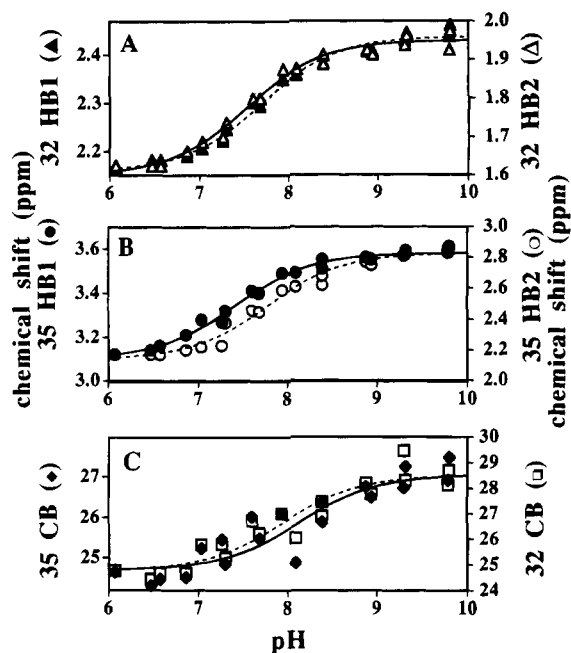 A
2.4
2.3
2.2
32 HB1 (▲)
2.0
1.9
1.8
1.7
1.6
32 HB2 (△)
6 7 8 9 10
B
3.6
3.4
3.2
3.0
chemical shift (ppm)
35 HB1 (●)
3.0
2.8
2.6
2.4
2.2
2.0
35 HB2 (○)
chemical shift (ppm)
6 7 8 9 10
C
27
26
25
35 CB (◆)
30
29
28
27
26
25
24
32 CB (□)
6 7 8 9 10
pH